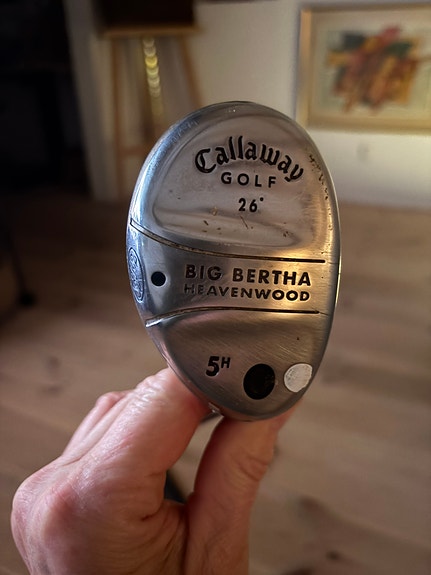 Callaway
GOLF
26°
BIG BERTHA
HEAVENWOOD
5H